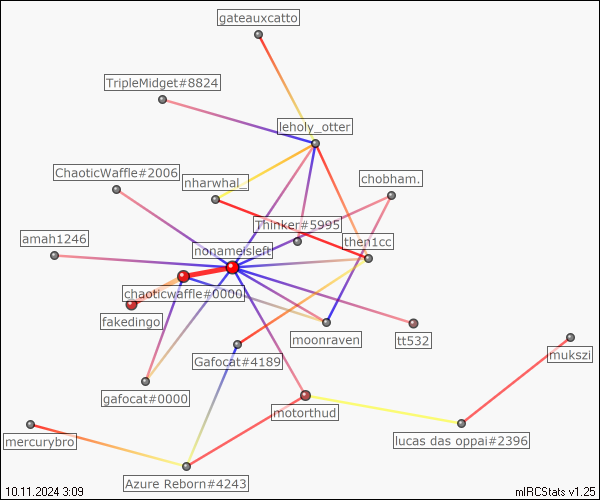 gateauxcatto
TripleMidget#8824
leholy_otter
ChaoticWaffle#2006
nharwhal_
chobham.
Thinker#5995
amah1246
nonameisleft
then1cc
chaoticwaffle#0000
fakedingo
moonraven
tt532
Gafocat#4189
mukszi
gafocat#0000
motorthud
mercurybro
lucas das oppai#2396
Azure Reborn#4243
10.11.2024 3:09
mIRCStats v1.25